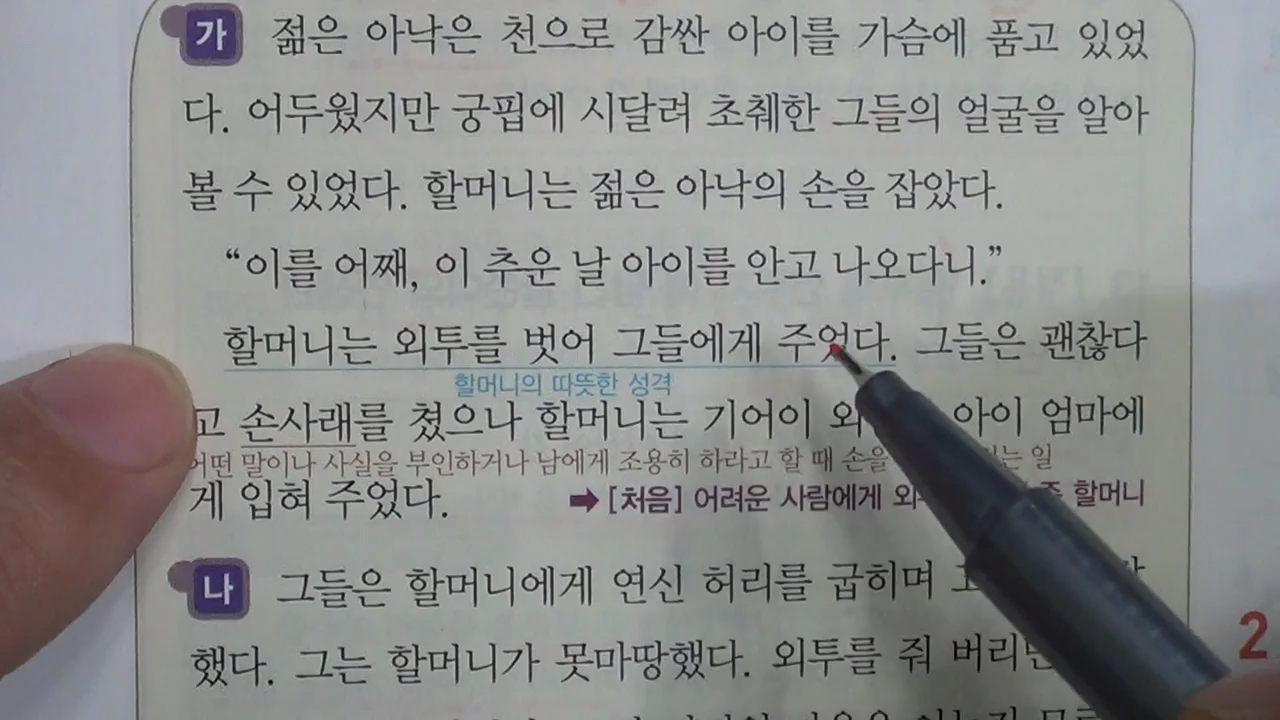 가 젊은 아낙은 천으로 감싼 아이를 가슴에 품고 있었
다. 어두웠지만 궁핍에 시달려 초췌한 그들의 얼굴을 알아
볼 수 있었다. 할머니는 젊은 아낙의 손을 잡았다.
“이를 어째, 이 추운 날 아이를 안고 나오다니.”
할머니는 외투를 벗어 그들에게 주었다. 그들은 괜찮다
할머니의 따뜻한 성격
고 손사래를 쳤으나 할머니는 기어이 아이 엄마에
어떤 말이나 사실을 부인하거나 남에게 조용히 하라고 할 때 손을 일
게 입혀 주었다. ➡ [처음] 어려운 사람에게 할머니
나 그들은 할머니에게 연신 허리를 굽히며
했다. 그는 할머니가 못마땅했다. 외투를 줘
2